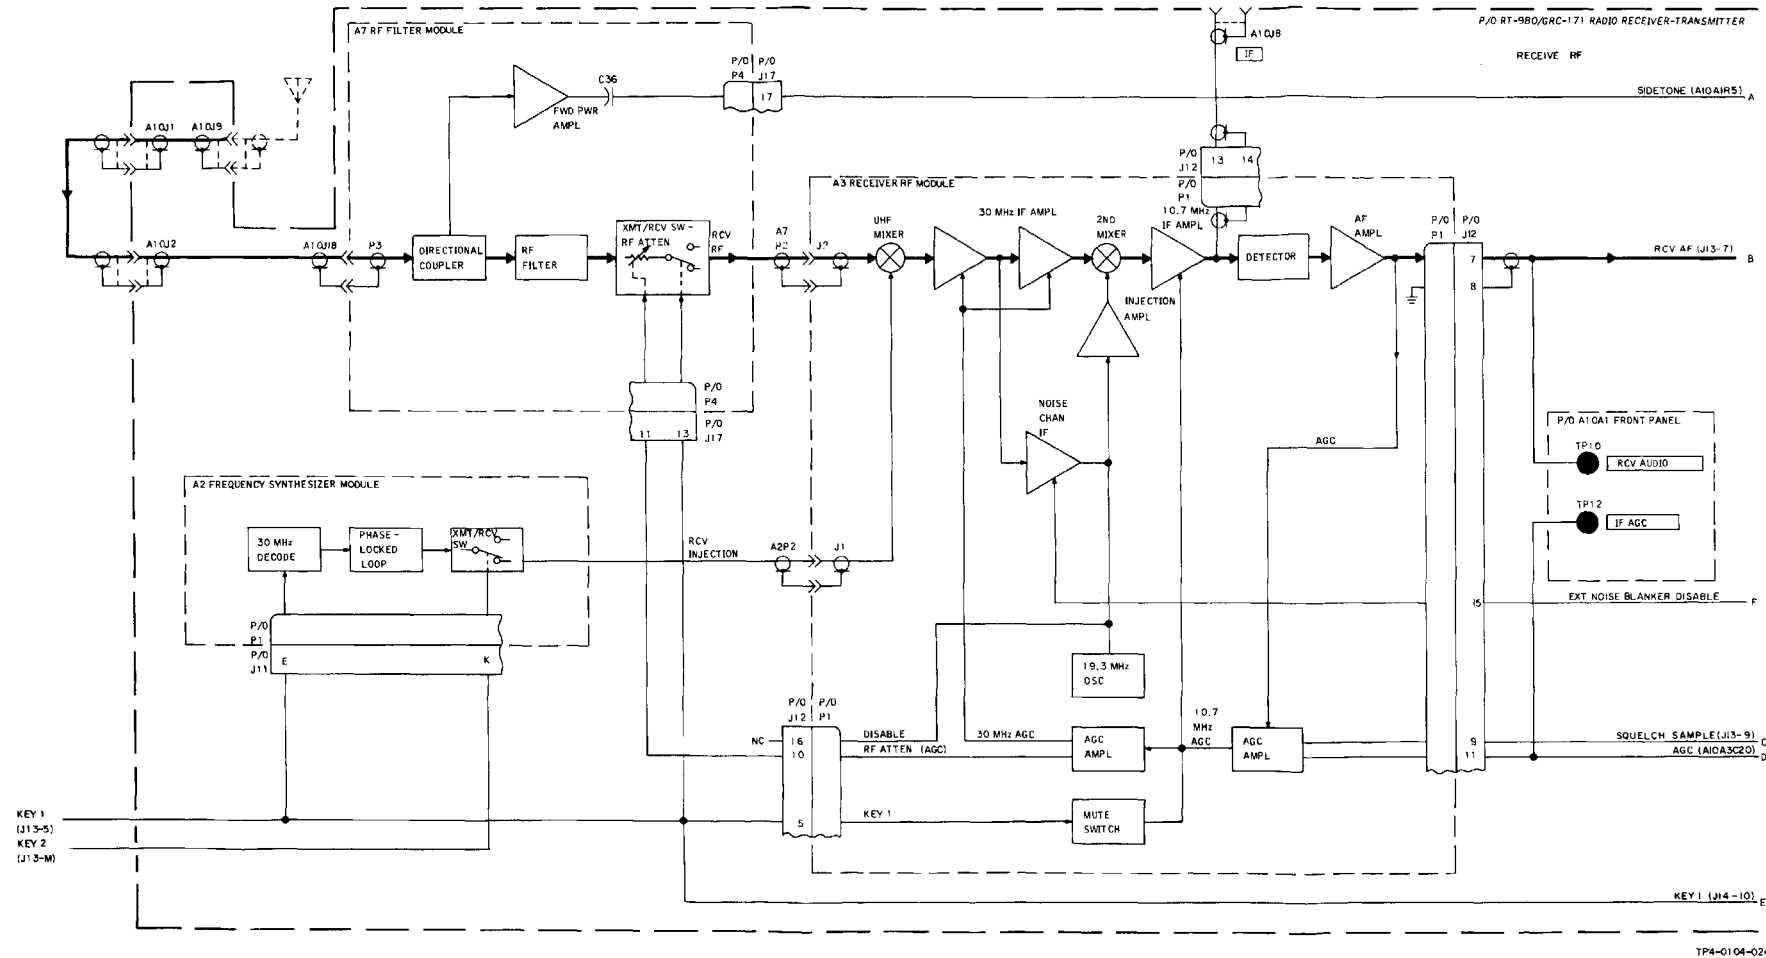 P/O RT-980/GRC-171 RADIO RECEIVER-TRANSMITTER
RECEIVE RF
A7 RF FILTER MODULE
A10J8
IF
P/O P/O
P4 J17
17
C36
FWD PWR
AMPL
SIDETONE (A10A1R5) A
A10J1
A10J9
P/O
J12
13 14
P/O
P1
A3 RECEIVER RF MODULE
10.7 MHz
IF AMPL
30 MHz IF AMPL
UHF
MIXER
2ND
MIXER
AF
AMPL
P/O P/O
P1 J12
XMT/RCV SW-
RF ATTEN
RCV
RF
A7
P2 J2
A10J2
A10J18
P3
DIRECTIONAL
COUPLER
RF
FILTER
DETECTOR
7
8
RCV AF (J13-7) B
INJECTION
AMPL
P/O
P4
P/O
J17
11 13
NOISE
CHAN
IF
AGC
P/O A10A1 FRONT PANEL
TP10
RCV AUDIO
TP12
IF AGC
A2 FREQUENCY SYNTHESIZER MODULE
30 MHz
DECODE
PHASE-
LOCKED
LOOP
XMT/RCV
SW
RCV
INJECTION
A2P2
J1
15
EXT NOISE BLANKER DISABLE F
P/O
P1
P/O
J11
E
K
19.3 MHz
OSC
P/O P/O
J12 P1
NC
16
10
DISABLE
RF ATTEN (AGC)
30 MHz AGC
AGC
AMPL
10.7
MHz
AGC
AGC
AMPL
9
11
SQUELCH SAMPLE(J13-9) C
AGC (A10A3C20) D
KEY 1
(J13-5)
KEY 2
(J13-M)
5
KEY 1
MUTE
SWITCH
KEY 1 (J14-10) E
TP4-0104-024